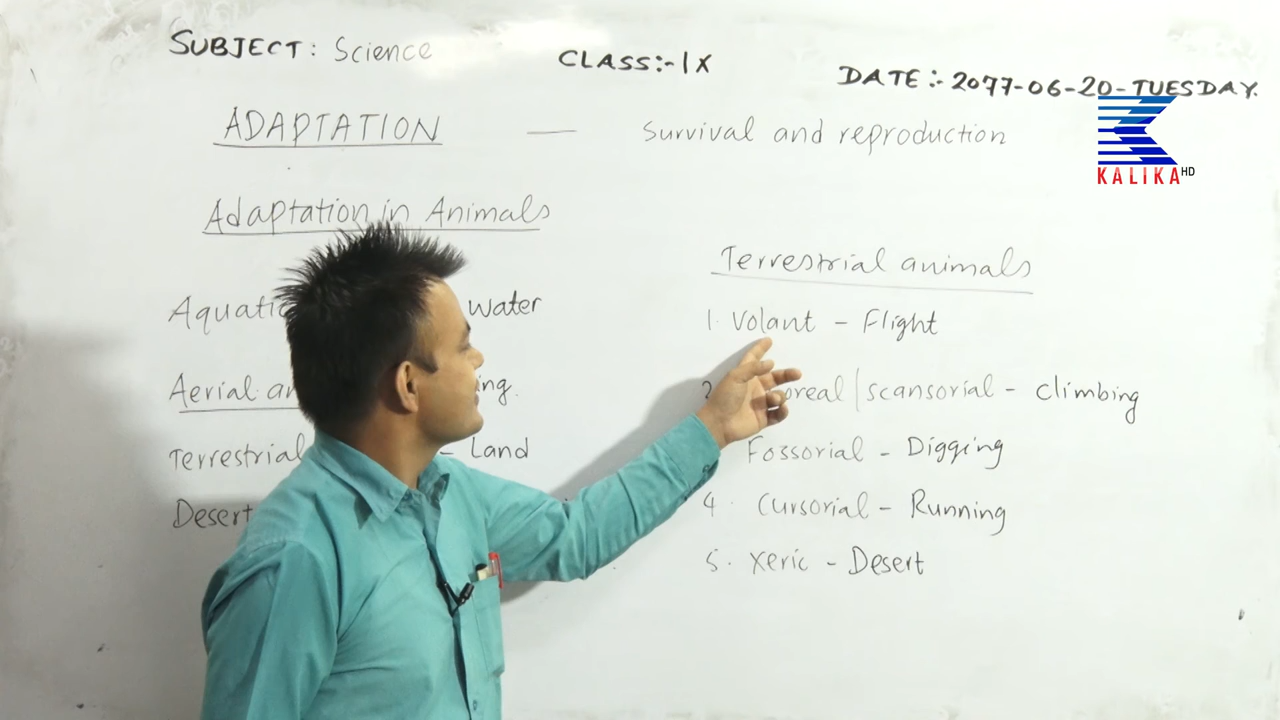 SUBJECT: Science
CLASS:- IX
DATE:- 2077-06-20-TUESDAY.
KALIKA HD
ADAPTATION — Survival and reproduction
Adaptation in Animals
Aquatic water
Aerial
Terrestrial - Land
Desert
Terrestrial animals
1. Volant - Flight
2. scansorial - climbing
Fossorial - Digging
4. Cursorial - Running
5. Xeric - Desert